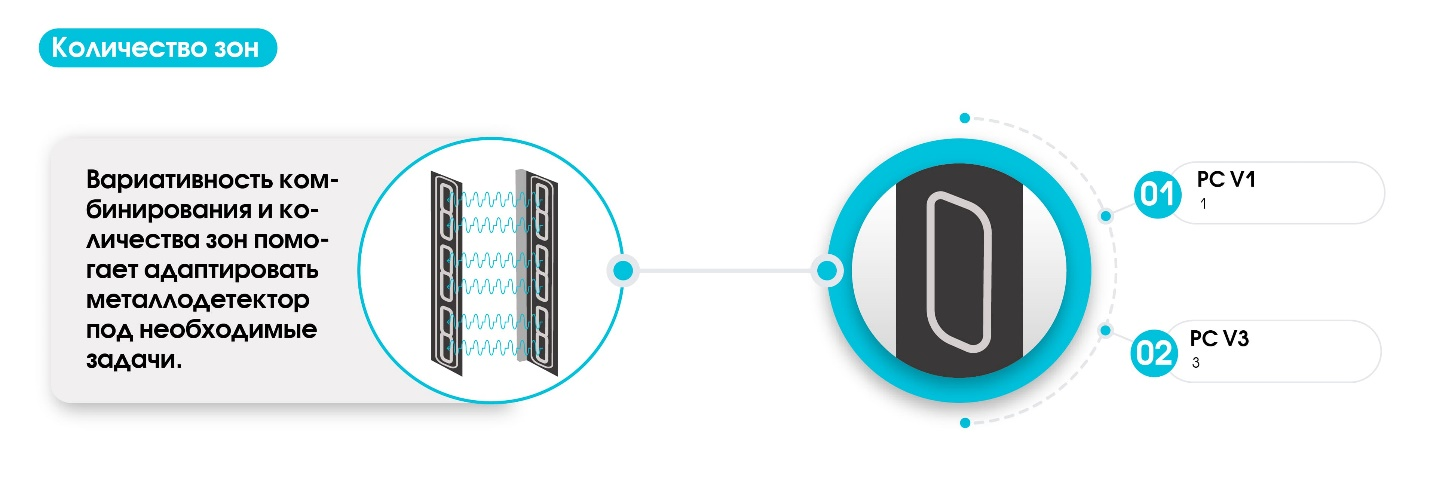 Количество зон
Вариативность ком-
бинирования и ко-
личества зон помо-
гает адаптировать
металлодетектор
под необходимые
задачи.
01
PC V1
1
02
PC V3
3